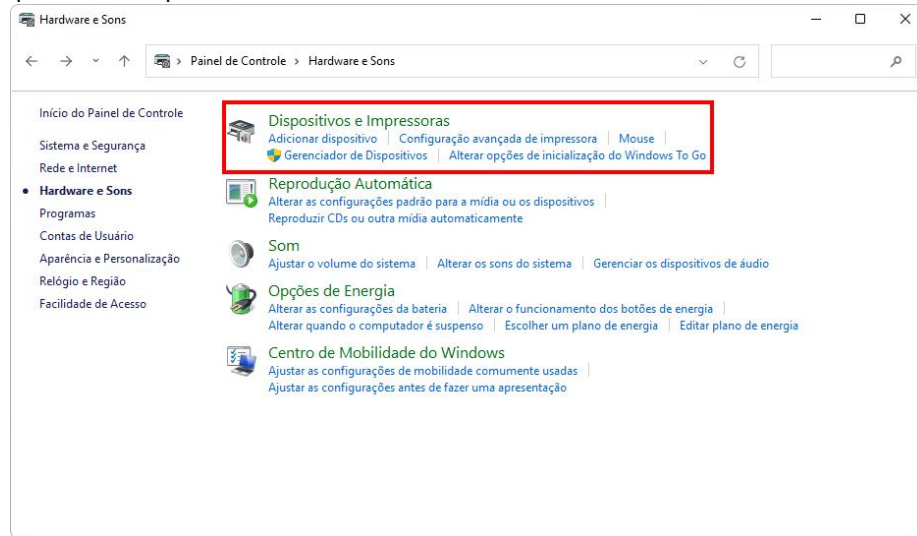 Hardware e Sons
Painel de Controle > Hardware e Sons
Início do Painel de Controle
Sistema e Segurança
Rede e Internet
Hardware e Sons
Programas
Contas de Usuário
Aparência e Personalização
Relógio e Região
Facilidade de Acesso
Dispositivos e Impressoras
Adicionar dispositivo | Configuração avançada de impressora | Mouse |
Gerenciador de Dispositivos | Alterar opções de inicialização do Windows To Go
Reprodução Automática
Alterar as configurações padrão para a mídia ou os dispositivos |
Reproduzir CDs ou outra mídia automaticamente
Som
Ajustar o volume do sistema | Alterar os sons do sistema | Gerenciar os dispositivos de áudio
Opções de Energia
Alterar as configurações da bateria | Alterar o funcionamento dos botões de energia |
Alterar quando o computador é suspenso | Escolher um plano de energia | Editar plano de energia
Centro de Mobilidade do Windows
Ajustar as configurações de mobilidade comumente usadas |
Ajustar as configurações antes de fazer uma apresentação